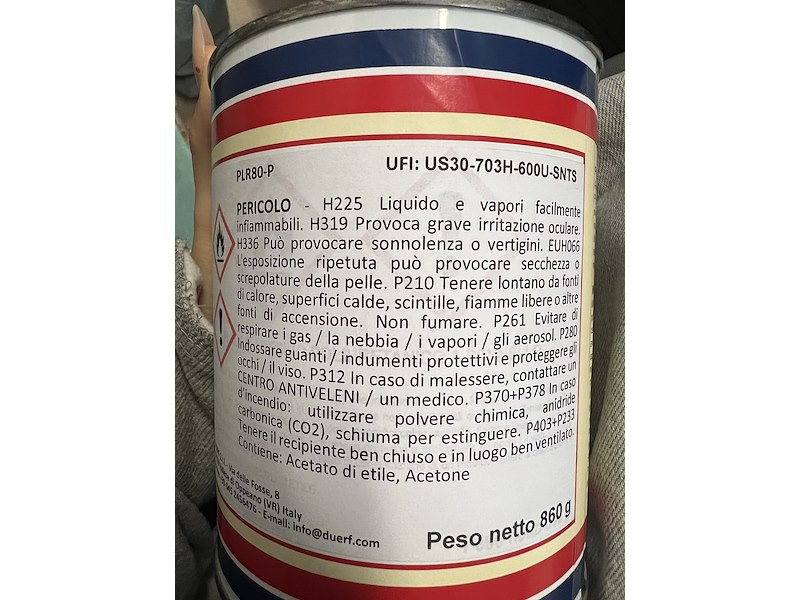 PLR80-P
UFI: US30-703H-600U-SNTS
PERICOLO - H225 Liquido e vapori facilmente
infiammabili. H319 Provoca grave irritazione oculare.
H336 Può provocare sonnolenza o vertigini. EUH066
L'esposizione ripetuta può provocare secchezza o
screpolature della pelle. P210 Tenere lontano da fonti
di calore, superfici calde, scintille, fiamme libere o altre
fonti di accensione. Non fumare. P261 Evitare di
respirare i gas / la nebbia / i vapori / gli aerosol. P280
Indossare guanti / indumenti protettivi e proteggere gli
occhi / il viso. P312 In caso di malessere, contattare un
CENTRO ANTIVELENI / un medico. P370+P378 In caso
d'incendio: utilizzare polvere chimica, anidride
carbonica (CO2), schiuma per estinguere. P403+P233
Tenere il recipiente ben chiuso e in luogo ben ventilato.
Contiene: Acetato di etile, Acetone
Via delle Fosse, 8
di Oppeano (VR) Italy
2456476 - E-mail: info@duerf.com
Peso netto 860 g